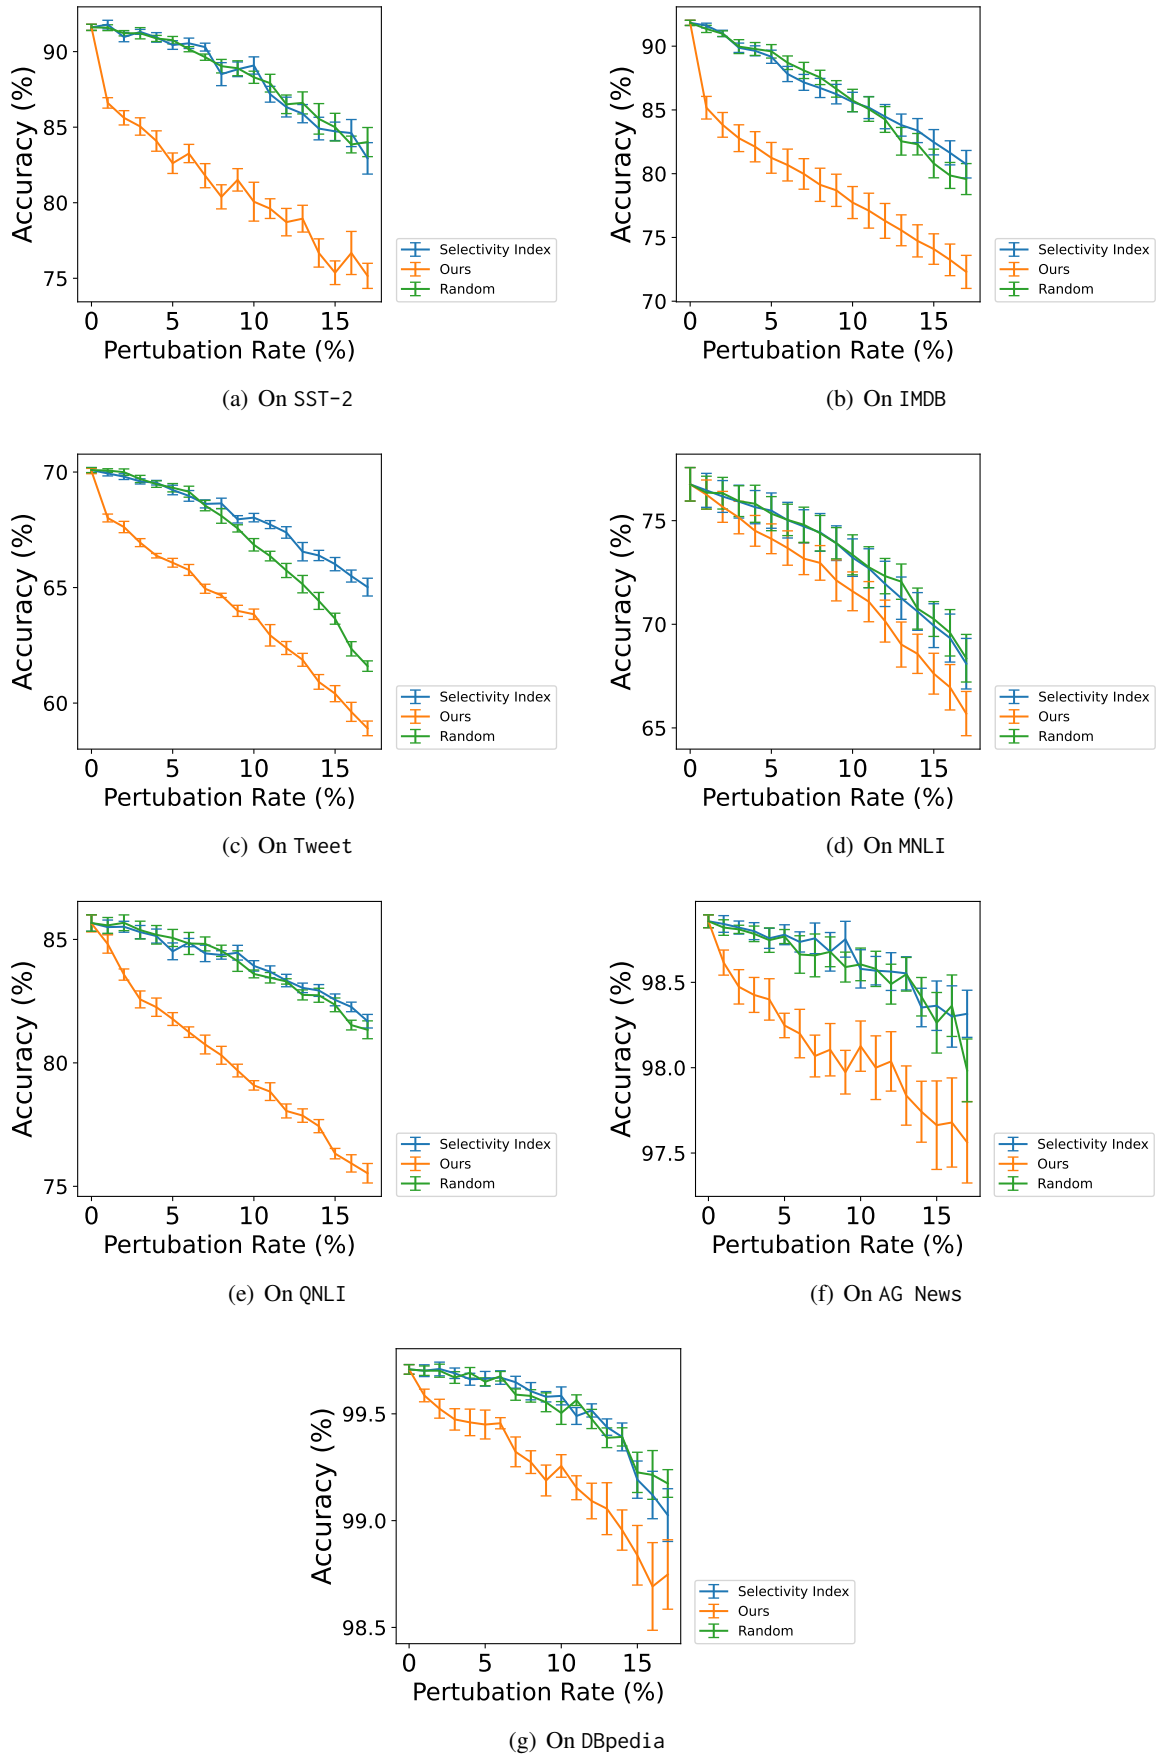 90
85
80
75
Accuracy (%)
0 5 10 15
Pertubation Rate (%)
Selectivity Index
Ours
Random
(a) On SST-2
90
85
80
75
70
Accuracy (%)
0 5 10 15
Pertubation Rate (%)
Selectivity Index
Ours
Random
(b) On IMDB
70
65
60
Accuracy (%)
0 5 10 15
Pertubation Rate (%)
Selectivity Index
Ours
Random
(c) On Tweet
75
70
65
Accuracy (%)
0 5 10 15
Pertubation Rate (%)
Selectivity Index
Ours
Random
(d) On MNLI
85
80
75
Accuracy (%)
0 5 10 15
Pertubation Rate (%)
Selectivity Index
Ours
Random
(e) On QNLI
98.5
98.0
97.5
Accuracy (%)
0 5 10 15
Pertubation Rate (%)
Selectivity Index
Ours
Random
(f) On AG News
99.5
99.0
98.5
Accuracy (%)
0 5 10 15
Pertubation Rate (%)
Selectivity Index
Ours
Random
(g) On DBpedia